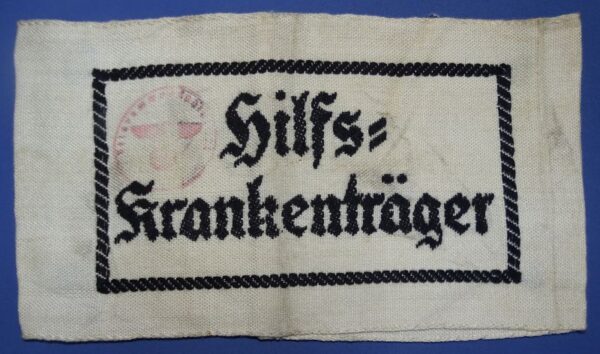 Hilfs-
Krankenträger